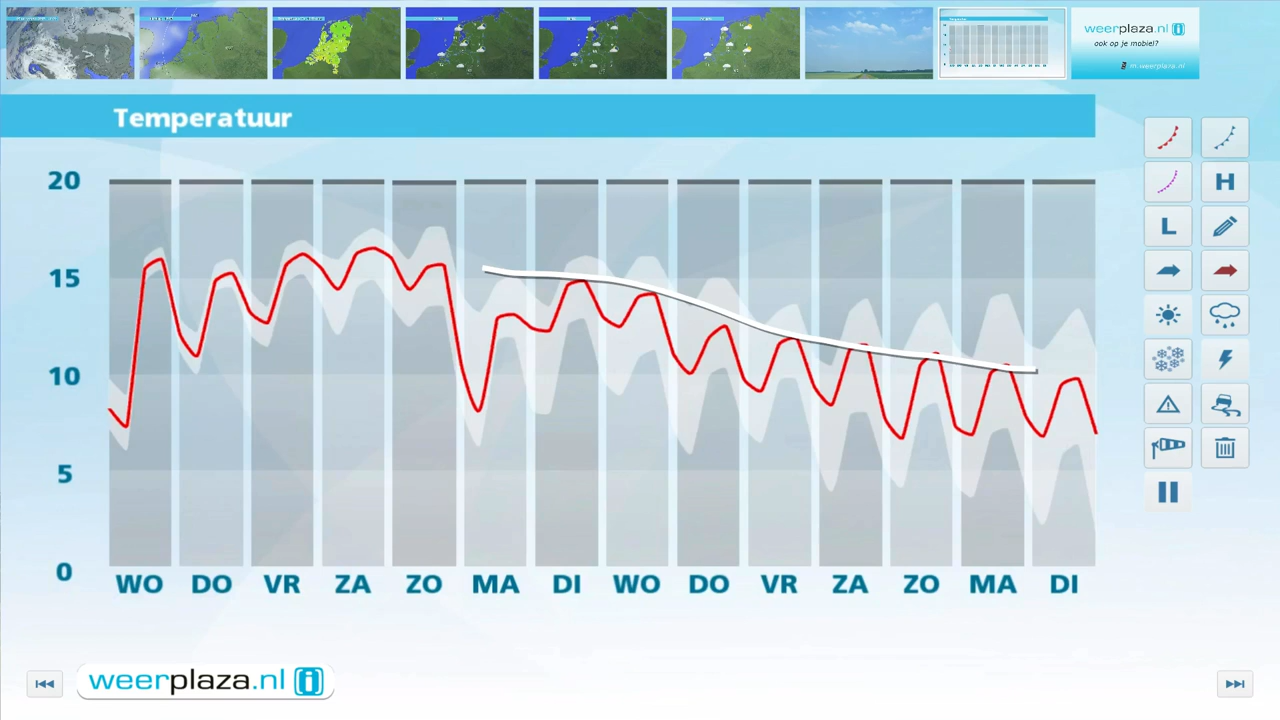 weerplaza.nl i
ook op je mobiel?
m.weerplaza.nl
Temperatuur
20
15
10
5
0
H
L
WO DO VR ZA ZO MA DI WO DO VR ZA ZO MA DI
weerplaza.nl i